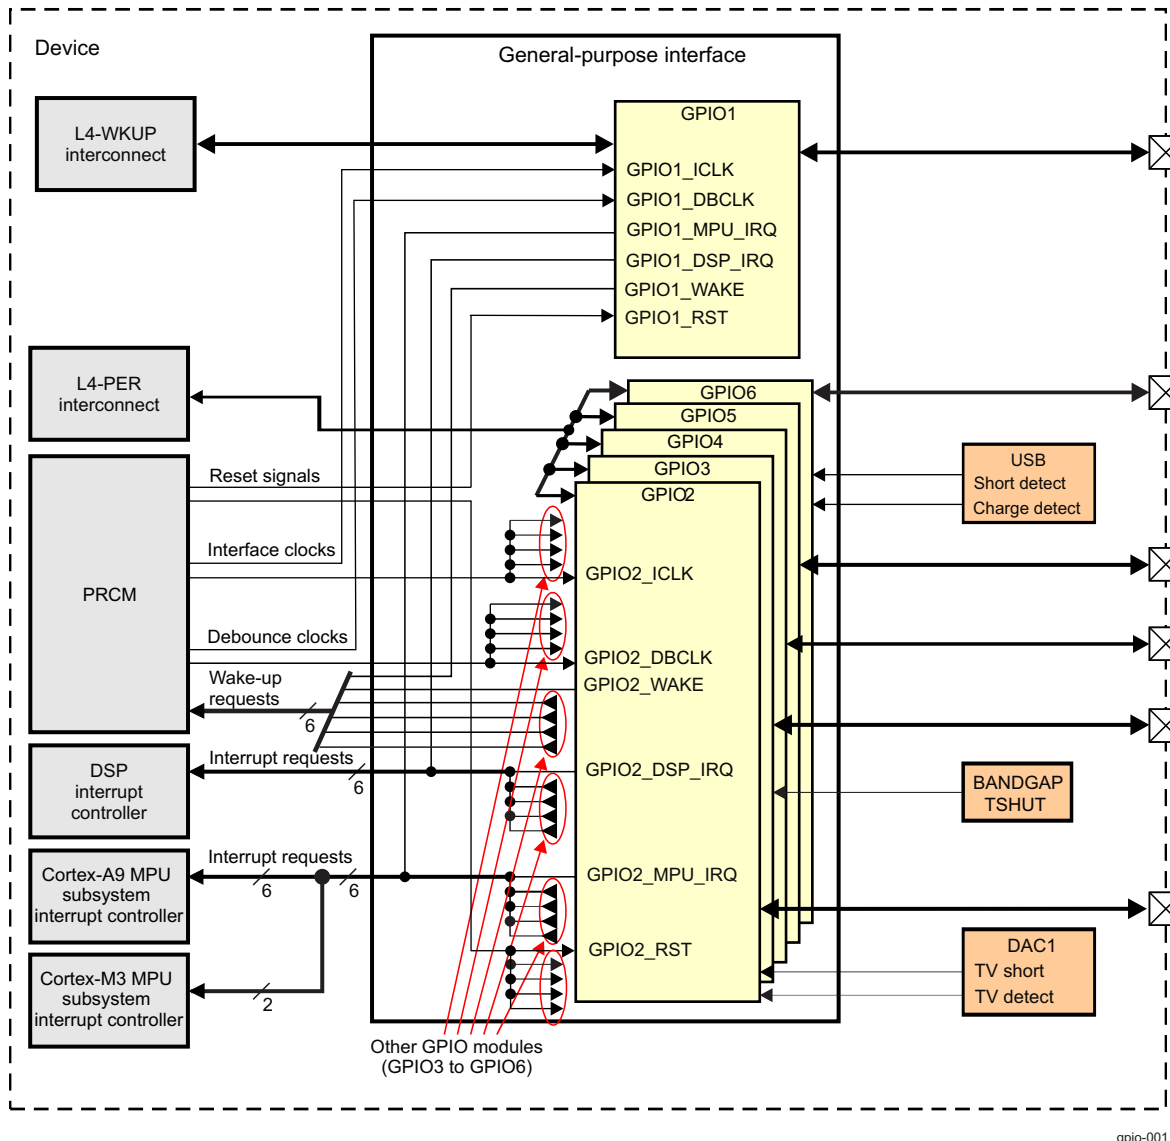 Device
General-purpose interface
L4-WKUP
interconnect
GPIO1
GPIO1_ICLK
GPIO1_DBCLK
GPIO1_MPU_IRQ
GPIO1_DSP_IRQ
GPIO1_WAKE
GPIO1_RST
L4-PER
interconnect
GPIO6
GPIO5
GPIO4
GPIO3
GPIO2
PRCM
Reset signals
Interface clocks
Debounce clocks
Wake-up
requests
6
GPIO2_ICLK
GPIO2_DBCLK
GPIO2_WAKE
GPIO2_DSP_IRQ
GPIO2_MPU_IRQ
GPIO2_RST
USB
Short detect
Charge detect
DSP
interrupt
controller
Interrupt requests
6
BANDGAP
TSHUT
Cortex-A9 MPU
subsystem
interrupt controller
Interrupt requests
6
6
Cortex-M3 MPU
subsystem
interrupt controller
2
DAC1
TV short
TV detect
Other GPIO modules
(GPIO3 to GPIO6)
gpio-001